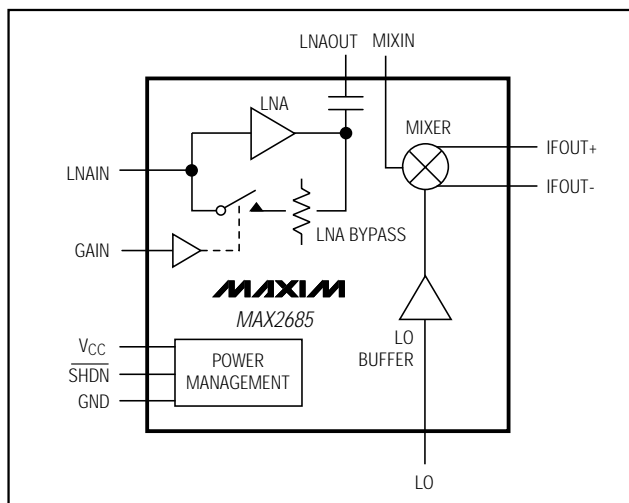 LNAOUT
MIXIN
LNA
MIXER
IFOUT+
IFOUT-
LNAIN
LNA BYPASS
GAIN
MAXIM
MAX2685
VCC
SHDN
GND
POWER
MANAGEMENT
LO
BUFFER
LO